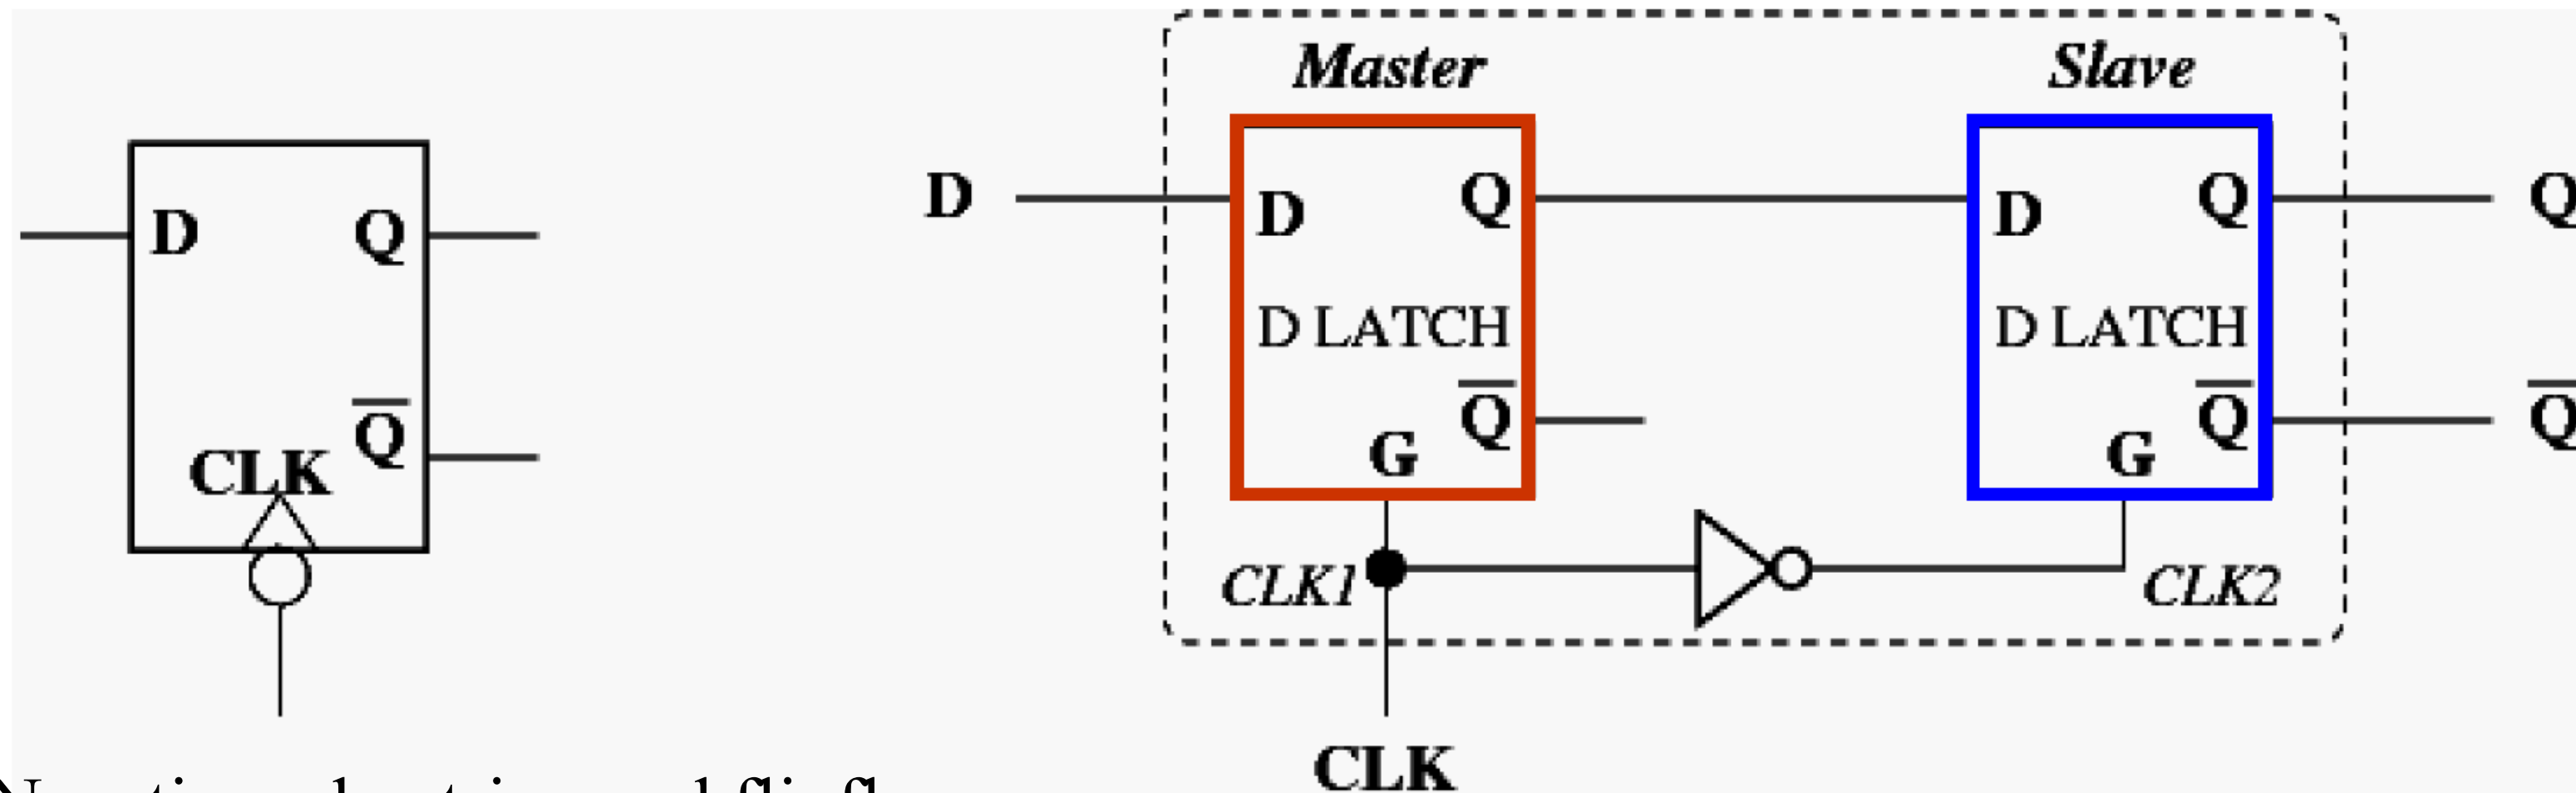 Master Slave
D Q
CLK Q̅
D D Q D Q Q
D LATCH D LATCH
G Q̅ G Q̅ Q̅
CLK1 CLK2
CLK